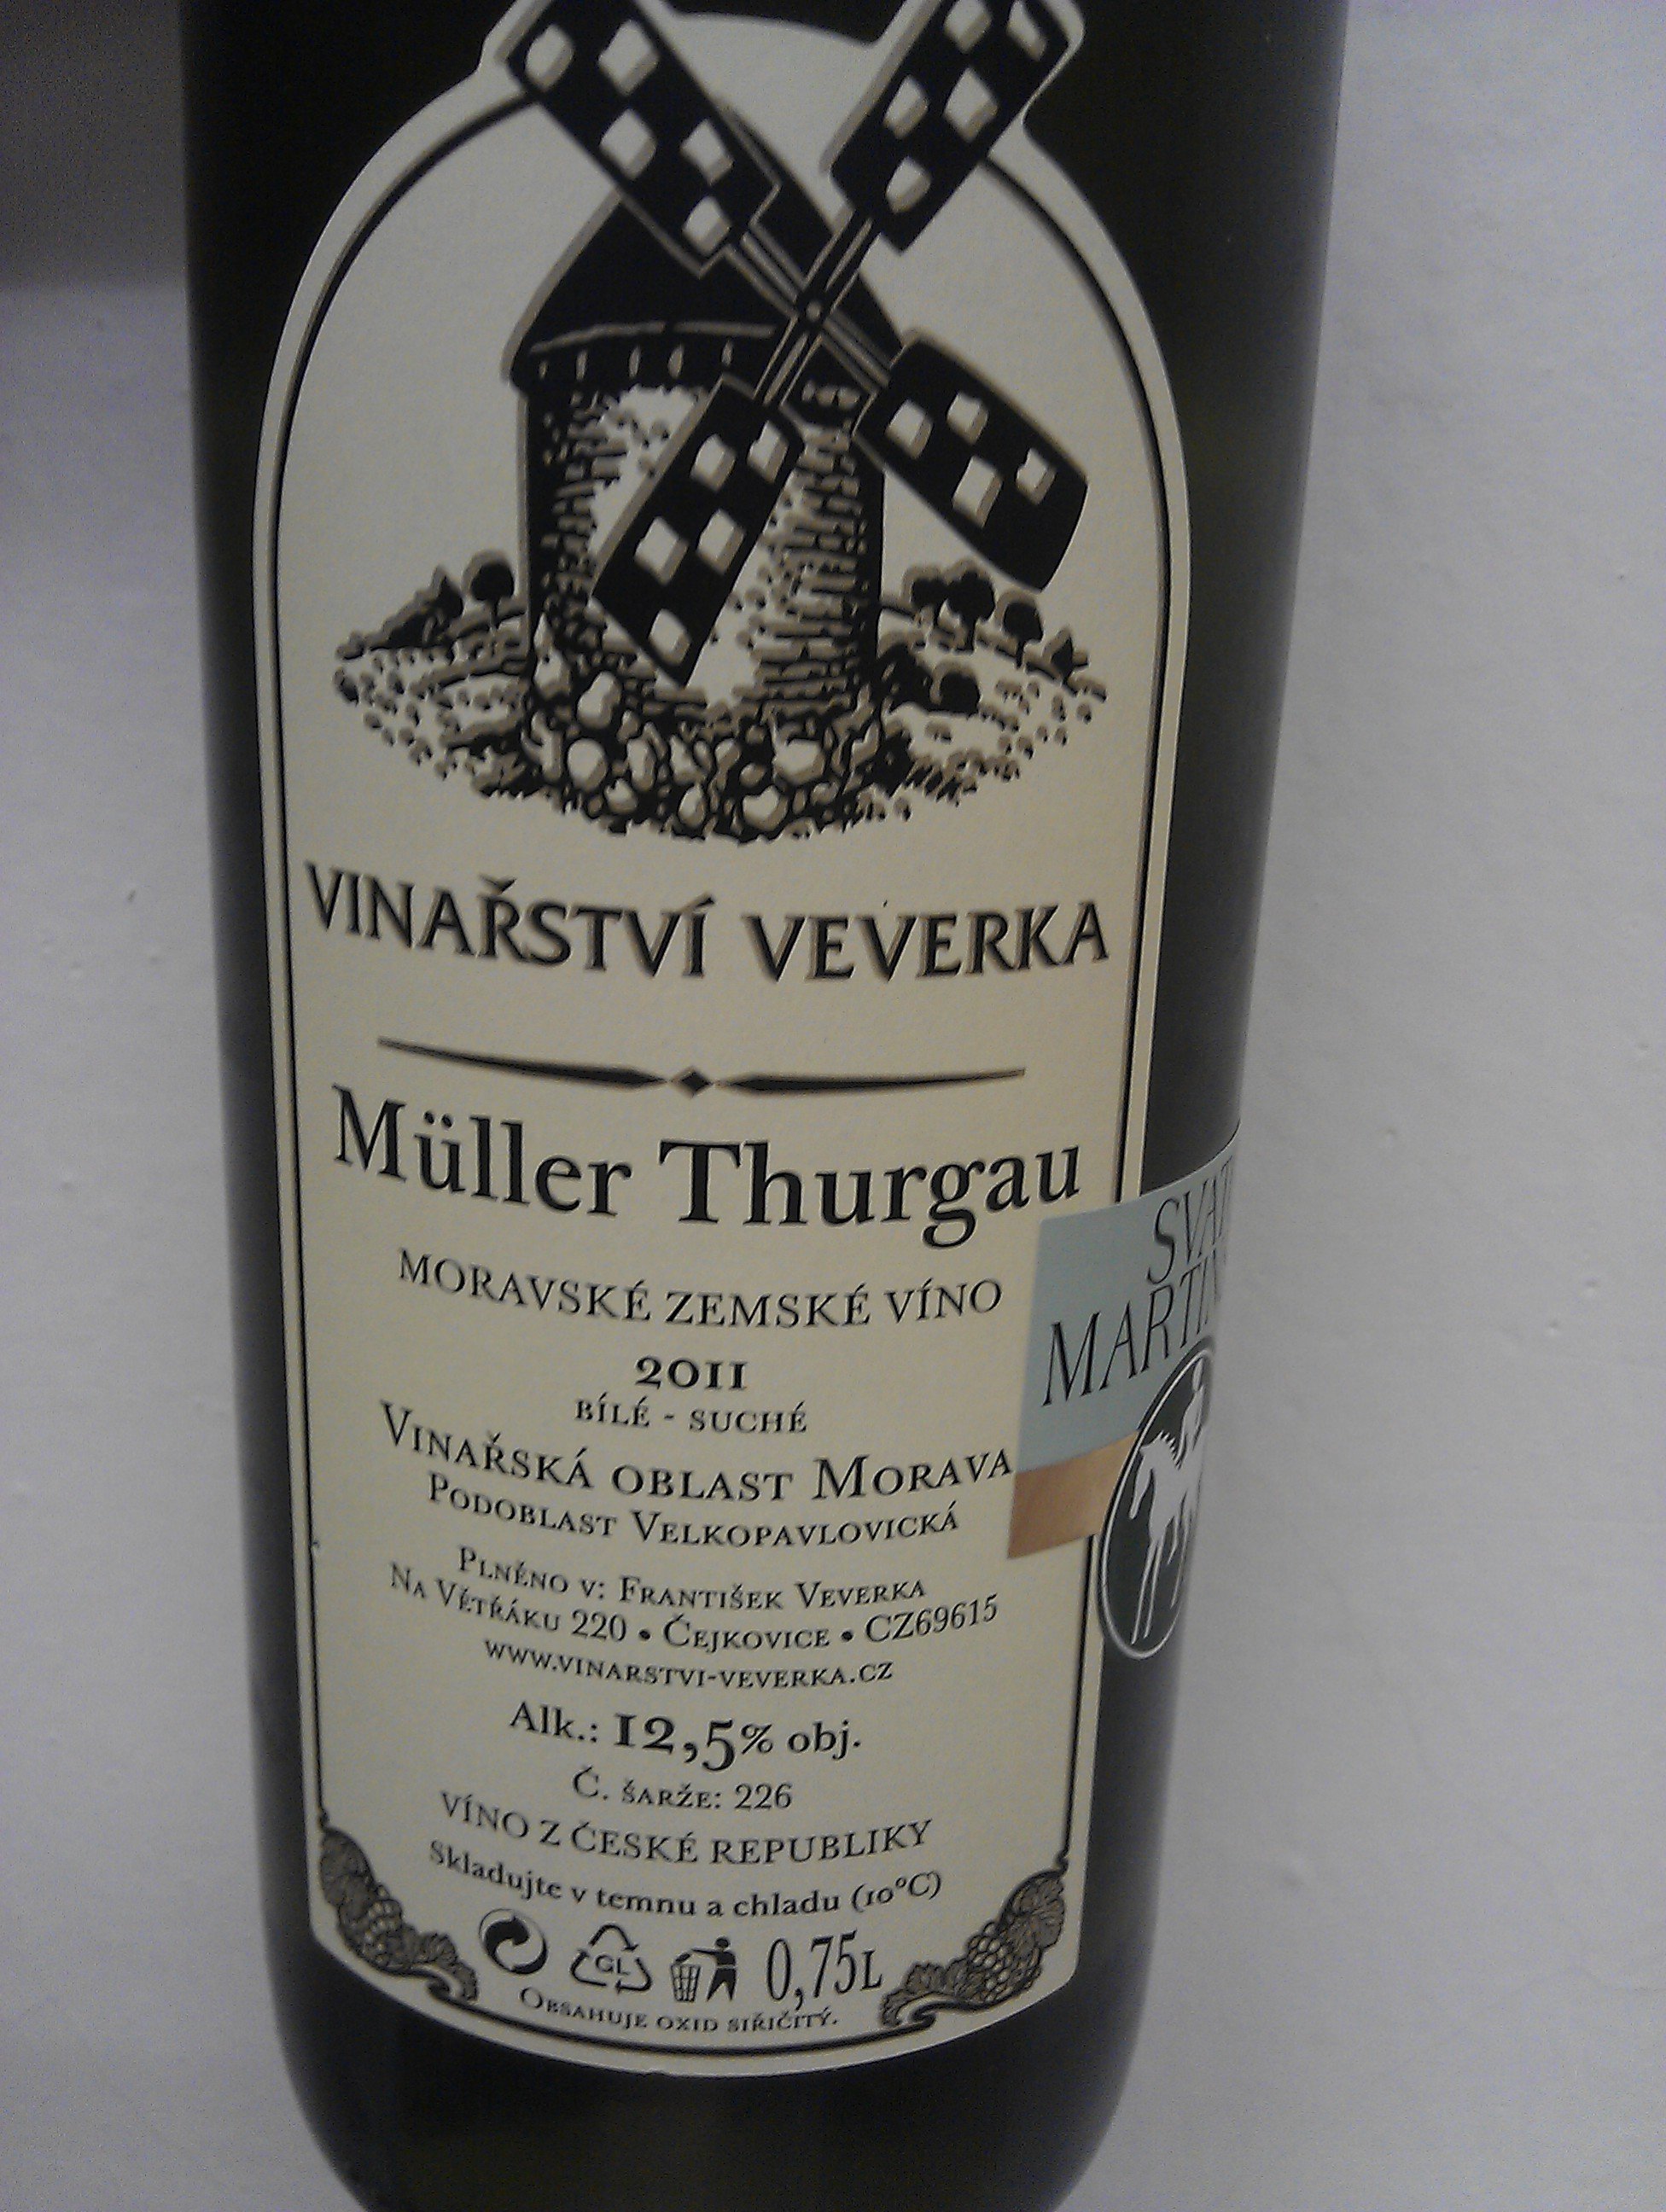 VINAŘSTVÍ VEVERKA
Müller Thurgau
MORAVSKÉ ZEMSKÉ VÍNO
2011
BÍLÉ - SUCHÉ
VINAŘSKÁ OBLAST MORAVA
PODOBLAST VELKOPAVLOVICKÁ
PLNĚNO V: FRANTIŠEK VEVERKA
NA VĚTŘÁKU 220 • ČEJKOVICE • CZ69615
WWW.VINARSTVI-VEVERKA.CZ
Alk.: 12,5% obj.
Č. ŠARŽE: 226
VÍNO Z ČESKÉ REPUBLIKY
Skladujte v temnu a chladu (10°C)
GL
0,75L
OBSAHUJE OXID SIŘIČITÝ.